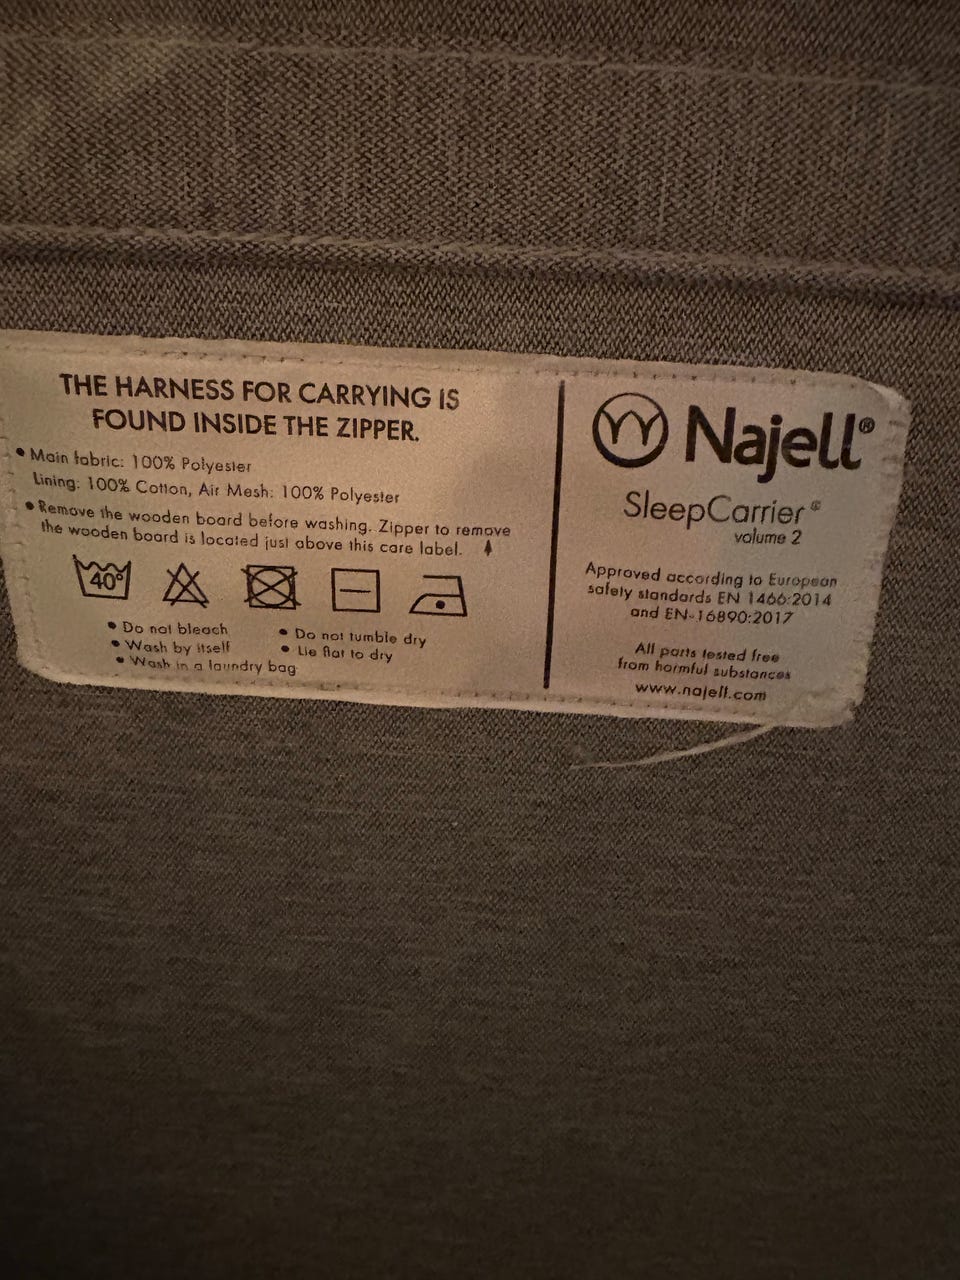 THE HARNESS FOR CARRYING IS
FOUND INSIDE THE ZIPPER.
• Main fabric: 100% Polyester
Lining: 100% Cotton, Air Mesh: 100% Polyester
• Remove the wooden board before washing. Zipper to remove
the wooden board is located just above this care label.
40°
• Do not bleach
• Wash by itself
• Wash in a laundry bag
• Do not tumble dry
• Lie flat to dry
Najell®
SleepCarrier®
volume 2
Approved according to European
safety standards EN 1466:2014
and EN-16890:2017
All parts tested free
from harmful substances
www.najell.com